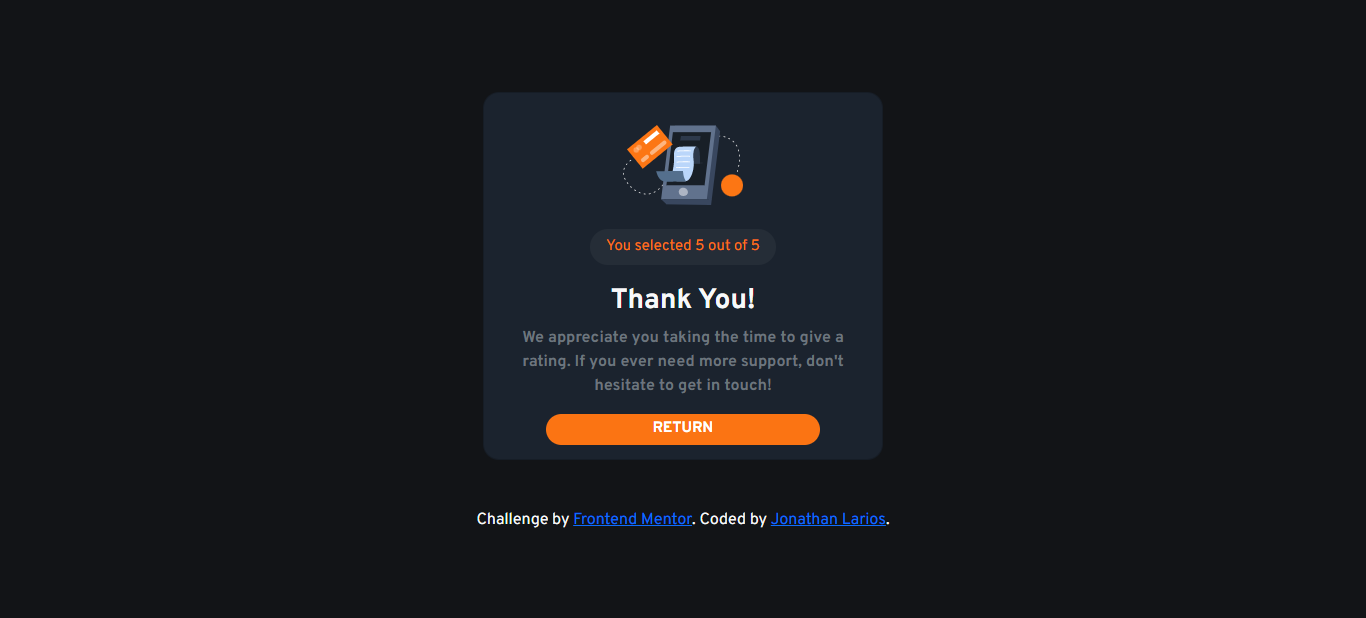 You selected 5 out of 5
Thank You!
We appreciate you taking the time to give a
rating. If you ever need more support, don't
hesitate to get in touch!
RETURN
Challenge by Frontend Mentor. Coded by Jonathan Larios.